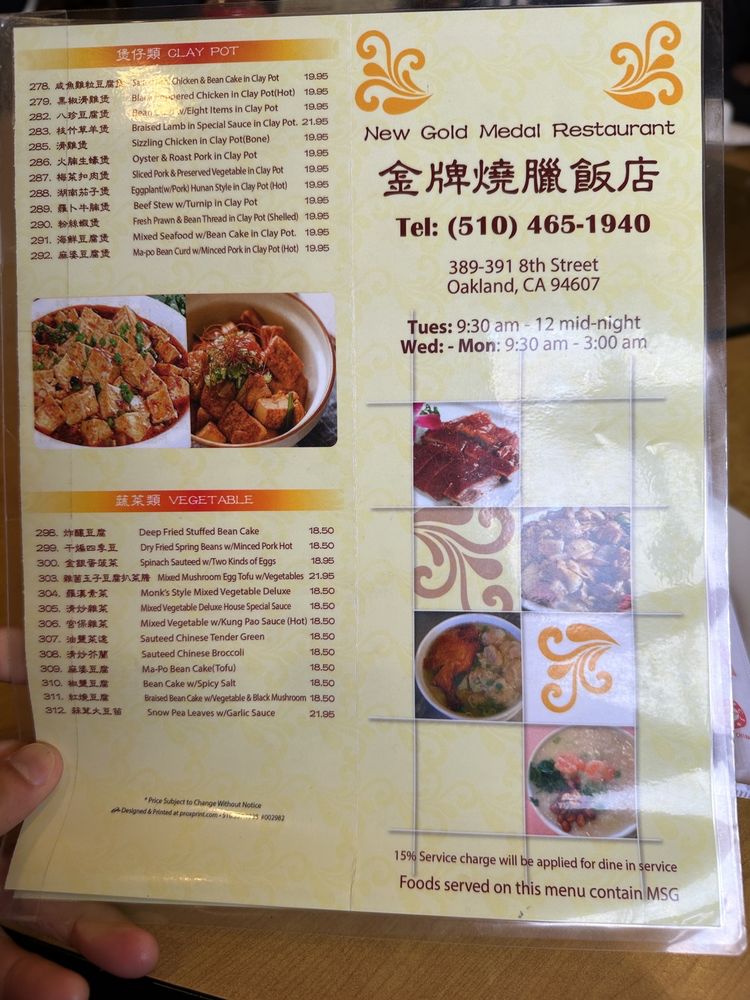 煲仔類 CLAY POT
278. 咸魚雞粒豆腐煲 Chicken & Bean Cake in Clay Pot 19.95
279. 黑椒滑雞煲 Black Peppered Chicken in Clay Pot(Hot) 19.95
282. 八珍豆腐煲 Bean Cake w/Eight Items in Clay Pot 19.95
283. 枝竹草羊煲 Braised Lamb in Special Sauce in Clay Pot. 21.95
285. 滑雞煲 Sizzling Chicken in Clay Pot(Bone) 19.95
286. 火腩生蠔煲 Oyster & Roast Pork in Clay Pot 19.95
287. 梅菜扣肉煲 Sliced Pork & Preserved Vegetable in Clay Pot 19.95
288. 湖南茄子煲 Eggplant(w/Pork) Hunan Style in Clay Pot (Hot) 19.95
289. 羅卜牛腩煲 Beef Stew w/Turnip in Clay Pot 19.95
290. 粉絲蝦煲 Fresh Prawn & Bean Thread in Clay Pot (Shelled) 19.95
291. 海鮮豆腐煲 Mixed Seafood w/Bean Cake in Clay Pot. 19.95
292. 麻婆豆腐煲 Ma-po Bean Curd w/Minced Pork in Clay Pot (Hot) 19.95
蔬菜類 VEGETABLE
298. 炸釀豆腐 Deep Fried Stuffed Bean Cake 18.50
299. 干煸四季豆 Dry Fried Spring Beans w/Minced Pork Hot 18.50
300. 金銀蛋菠菜 Spinach Sauteed w/Two Kinds of Eggs 18.95
303. 雜菌玉子豆腐扒菜膽 Mixed Mushroom Egg Tofu w/Vegetables 21.95
304. 羅漢素菜 Monk's Style Mixed Vegetable Deluxe 18.50
305. 清炒雜菜 Mixed Vegetable Deluxe House Special Sauce 18.50
306. 宮保雜菜 Mixed Vegetable w/Kung Pao Sauce (Hot) 18.50
307. 油鹽菜遠 Sauteed Chinese Tender Green 18.50
308. 清炒芥蘭 Sauteed Chinese Broccoli 18.50
309. 麻婆豆腐 Ma-Po Bean Cake(Tofu) 18.50
310. 椒鹽豆腐 Bean Cake w/Spicy Salt 18.50
311. 紅燒豆腐 Braised Bean Cake w/Vegetable & Black Mushroom 18.50
312. 蒜茸大豆苗 Snow Pea Leaves w/Garlic Sauce 21.95
* Price Subject to Change Without Notice
Designed & Printed at proxprint.com • #002982
New Gold Medal Restaurant
金牌燒臘飯店
Tel: (510) 465-1940
389-391 8th Street
Oakland, CA 94607
Tues: 9:30 am - 12 mid-night
Wed: - Mon: 9:30 am - 3:00 am
15% Service charge will be applied for dine in service
Foods served on this menu contain MSG